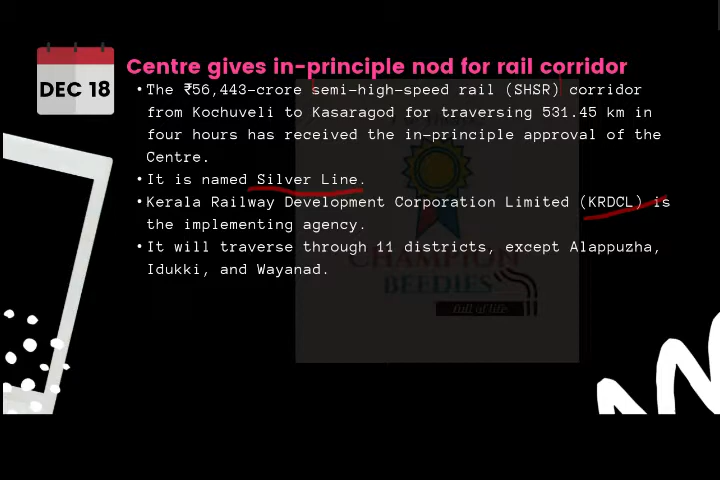 DEC 18
Centre gives in-principle nod for rail corridor
•The ₹56,443-crore semi-high-speed rail (SHSR) corridor
from Kochuveli to Kasaragod for traversing 531.45 km in
four hours has received the in-principle approval of the
Centre.
•It is named Silver Line.
•Kerala Railway Development Corporation Limited (KRDCL) is
the implementing agency.
•It will traverse through 11 districts, except Alappuzha,
Idukki, and Wayanad.
CHAMPION
BEEDIES
full of life